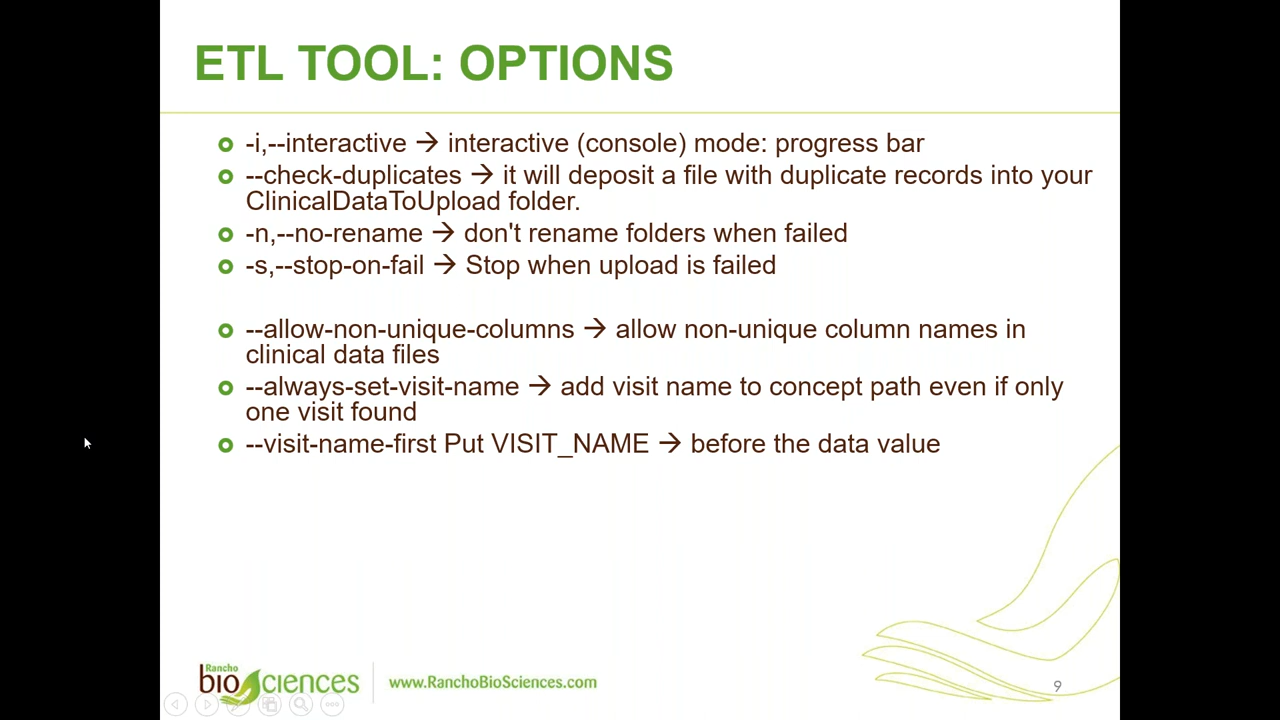 ETL TOOL: OPTIONS
-i,--interactive → interactive (console) mode: progress bar
--check-duplicates → it will deposit a file with duplicate records into your
ClinicalDataToUpload folder.
-n,--no-rename → don't rename folders when failed
-s,--stop-on-fail → Stop when upload is failed
--allow-non-unique-columns → allow non-unique column names in
clinical data files
--always-set-visit-name → add visit name to concept path even if only
one visit found
--visit-name-first Put VISIT_NAME → before the data value
Rancho
bioSciences
www.RanchoBioSciences.com
9